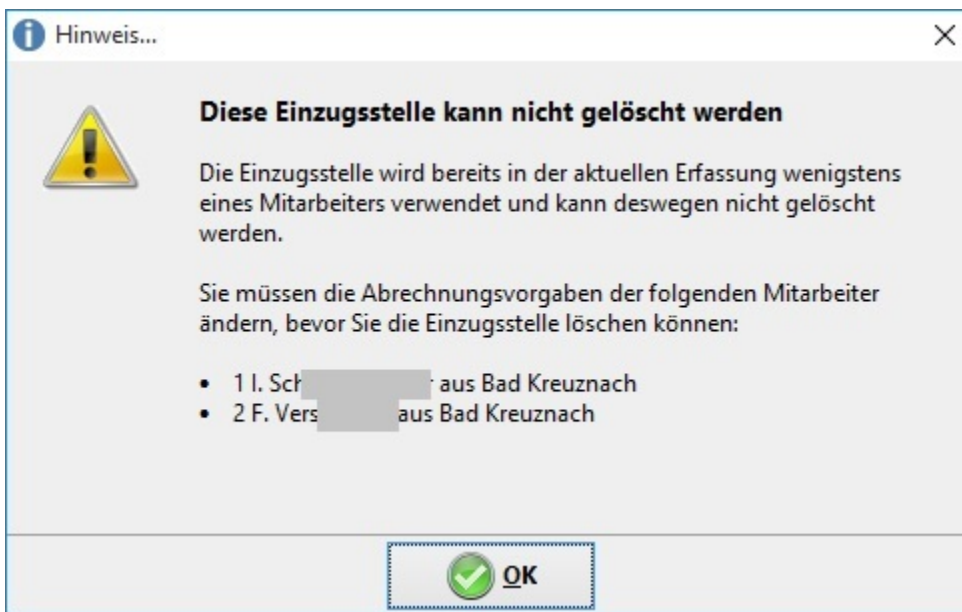 Hinweis...
Diese Einzugsstelle kann nicht gelöscht werden
Die Einzugsstelle wird bereits in der aktuellen Erfassung wenigstens
eines Mitarbeiters verwendet und kann deswegen nicht gelöscht
werden.
Sie müssen die Abrechnungsvorgaben der folgenden Mitarbeiter
ändern, bevor Sie die Einzugsstelle löschen können:
• 1 I. Sch r aus Bad Kreuznach
• 2 F. Vers aus Bad Kreuznach
OK